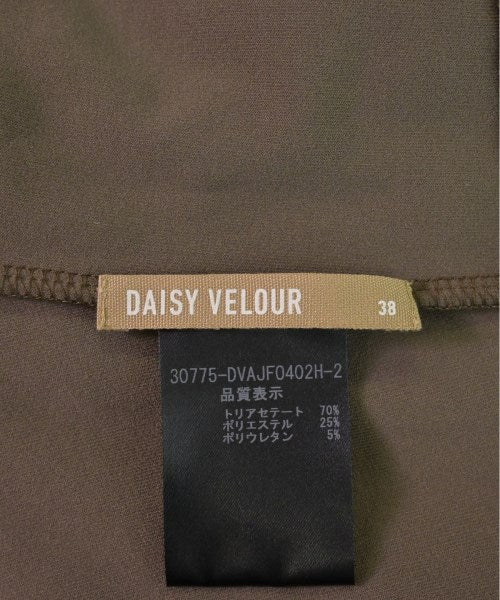 DAISY VELOUR 38
30775-DVAJF0402H-2
品質表示
トリアセテート 70%
ポリエステル 25%
ポリウレタン 5%